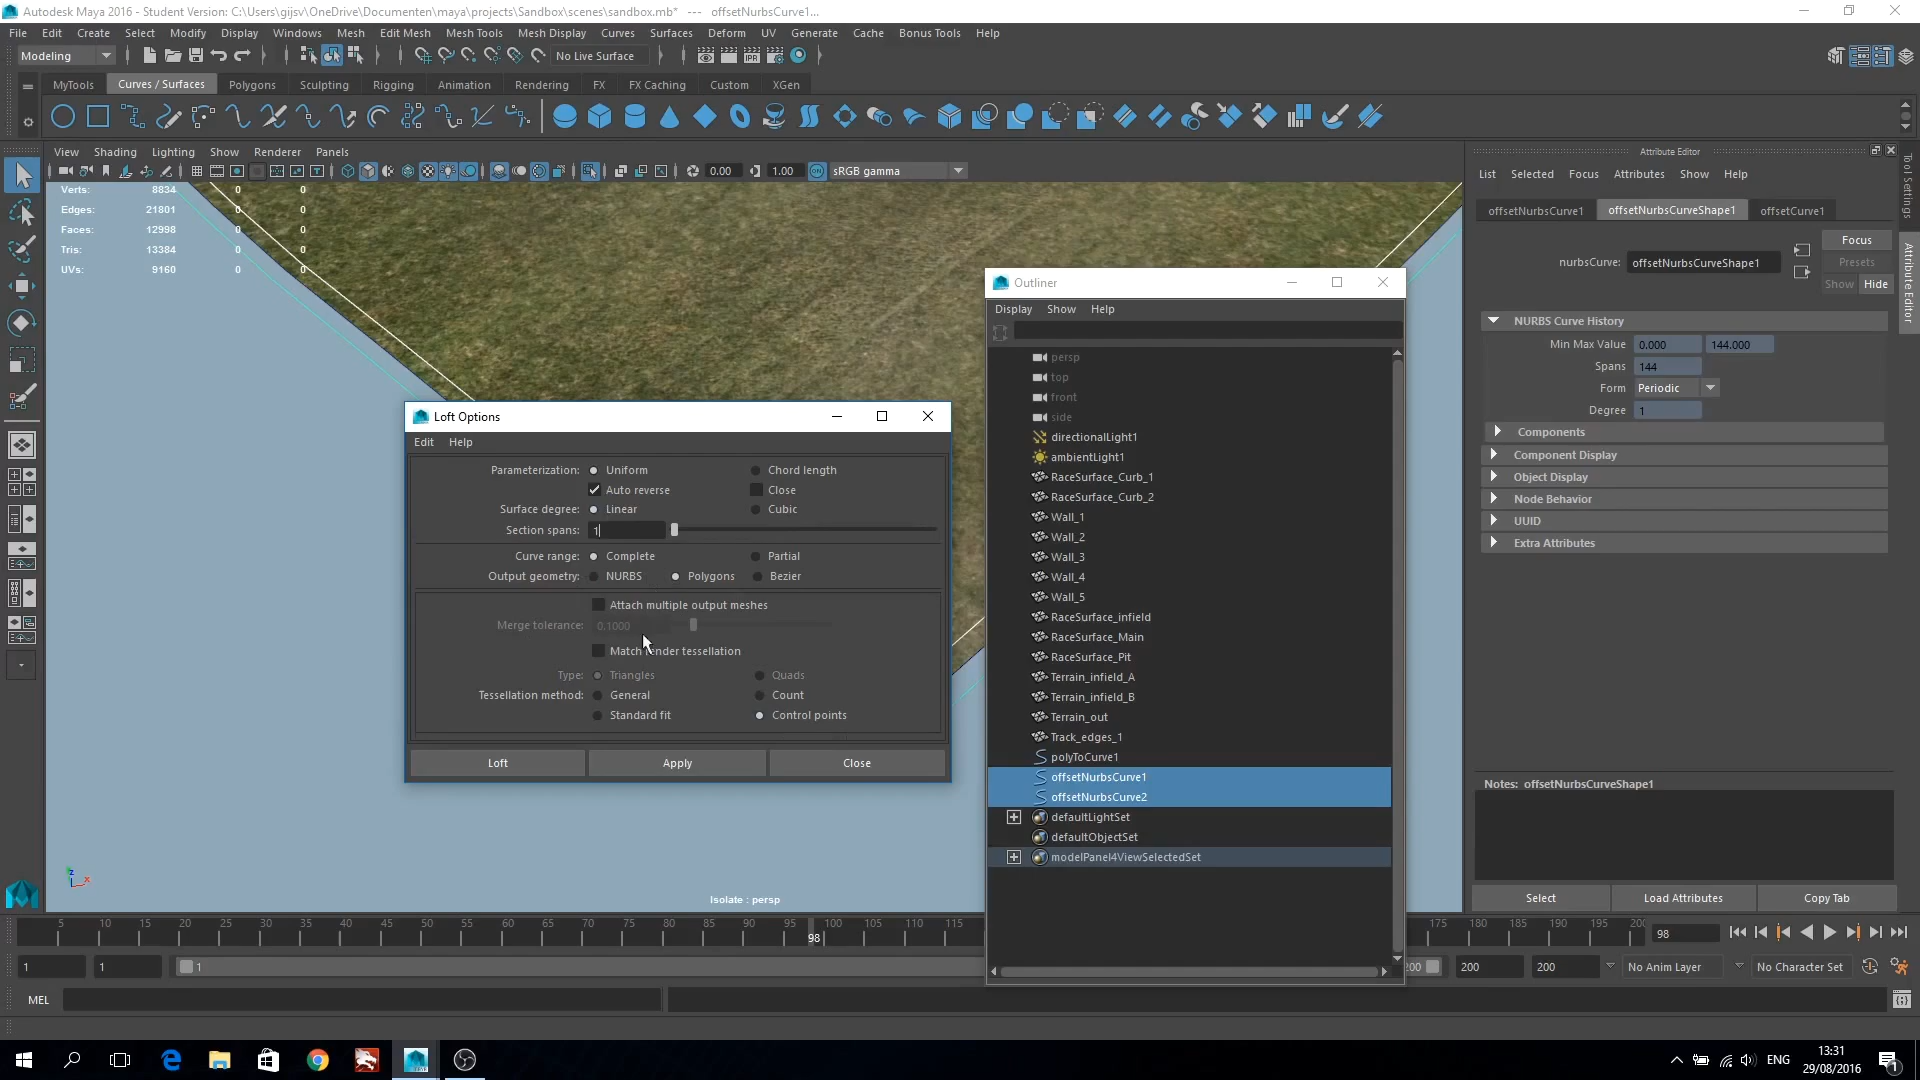 Autodesk Maya 2016 - Student Version: C:\Users\gijsv\OneDrive\Documenten\maya\projects\Sandbox\scenes\sandbox.mb*   ---   offsetNurbsCurve1...
File Edit Create Select Modify Display Windows Mesh Edit Mesh Mesh Tools Mesh Display Curves Surfaces Deform UV Generate Cache Bonus Tools Help
Modeling No Live Surface IPR
MyTools Curves / Surfaces Polygons Sculpting Rigging Animation Rendering FX FX Caching Custom XGen
View Shading Lighting Show Renderer Panels
0.00 1.00 ON sRGB gamma
Verts: 8834 0 0
Edges: 21801 0 0
Faces: 12998 0 0
Tris: 13384 0 0
UVs: 9160 0 0
Loft Options
Edit Help
Parameterization: Uniform Chord length
Auto reverse Close
Surface degree: Linear Cubic
Section spans: 1
Curve range: Complete Partial
Output geometry: NURBS Polygons Bezier
Attach multiple output meshes
Merge tolerance: 0.1000
Match render tessellation
Type: Triangles Quads
Tessellation method: General Count
Standard fit Control points
Loft Apply Close
Isolate : persp
Outliner
Display Show Help
persp
top
front
side
directionalLight1
ambientLight1
RaceSurface_Curb_1
RaceSurface_Curb_2
Wall_1
Wall_2
Wall_3
Wall_4
Wall_5
RaceSurface_infield
RaceSurface_Main
RaceSurface_Pit
Terrain_infield_A
Terrain_infield_B
Terrain_out
Track_edges_1
polyToCurve1
offsetNurbsCurve1
offsetNurbsCurve2
defaultLightSet
defaultObjectSet
modelPanel4ViewSelectedSet
Attribute Editor
List Selected Focus Attributes Show Help
offsetNurbsCurve1 offsetNurbsCurveShape1 offsetCurve1
Focus
nurbsCurve: offsetNurbsCurveShape1
Presets
Show Hide
NURBS Curve History
Min Max Value 0.000 144.000
Spans 144
Form Periodic
Degree 1
Components
Component Display
Object Display
Node Behavior
UUID
Extra Attributes
Notes: offsetNurbsCurveShape1
Select Load Attributes Copy Tab
Tool Settings
Attribute Editor
5 10 15 20 25 30 35 40 45 50 55 60 65 70 75 80 85 90 95 100 105 110 115 175 180 185 190 195 200
98
98
1 1 1 200 200 200 No Anim Layer No Character Set
MEL
ENG
13:31
29/08/2016
1